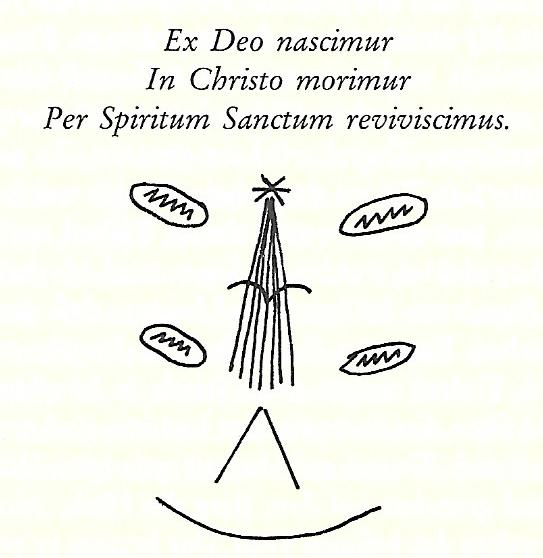 Ex Deo nascimur
In Christo morimur
Per Spiritum Sanctum reviviscimus.